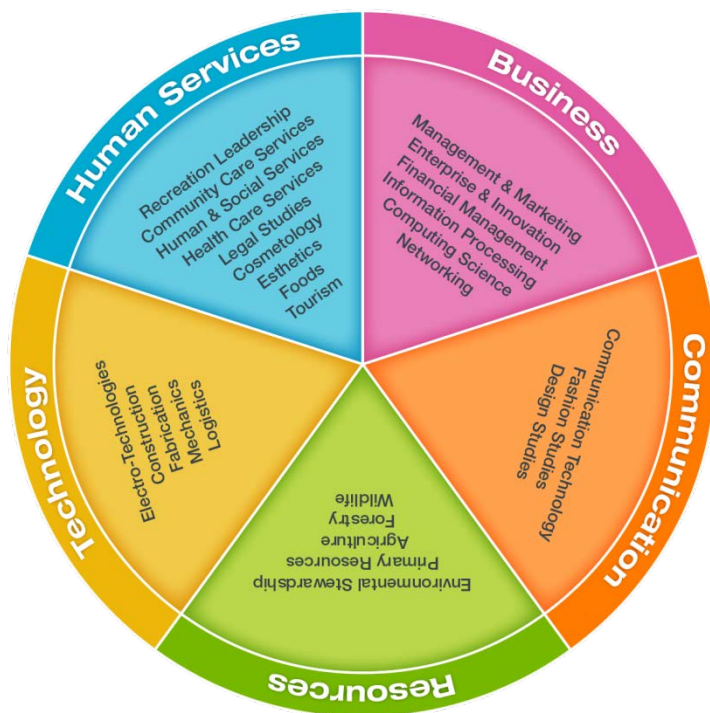 Human Services
Recreation Leadership
Community Care Services
Human & Social Services
Health Care Services
Legal Studies
Cosmetology
Esthetics
Foods
Tourism
Business
Management & Marketing
Enterprise & Innovation
Financial Management
Information Processing
Computing Science
Networking
Communication
Communication Technology
Fashion Studies
Design Studies
Resources
Environmental Stewardship
Primary Resources
Agriculture
Forestry
Wildlife
Technology
Electro-Technologies
Construction
Fabrication
Mechanics
Logistics